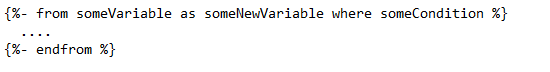 {%- from someVariable as someNewVariable where someCondition %}
  ....
{%- endfrom %}